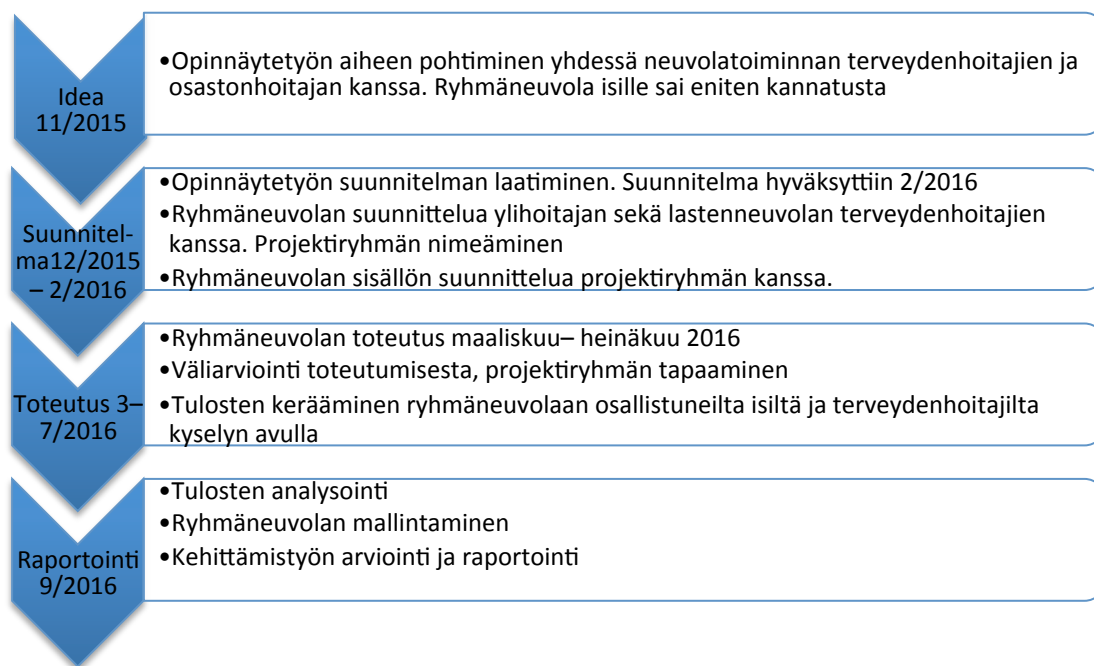 Idea
11/2015
•Opinnäytetyön aiheen pohtiminen yhdessä neuvolatoiminnan terveydenhoitajien ja
osastonhoitajan kanssa. Ryhmäneuvola isille sai eniten kannatusta
Suunnitel-
ma12/2015
– 2/2016
•Opinnäytetyön suunnitelman laatiminen. Suunnitelma hyväksyttiin 2/2016
•Ryhmäneuvolan suunnittelua ylihoitajan sekä lastenneuvolan terveydenhoitajien
kanssa. Projektiryhmän nimeäminen
•Ryhmäneuvolan sisällön suunnittelua projektiryhmän kanssa.
Toteutus 3–
7/2016
•Ryhmäneuvolan toteutus maaliskuu– heinäkuu 2016
•Väliarviointi toteutumisesta, projektiryhmän tapaaminen
•Tulosten kerääminen ryhmäneuvolaan osallistuneilta isiltä ja terveydenhoitajilta
kyselyn avulla
Raportointi
9/2016
•Tulosten analysointi
•Ryhmäneuvolan mallintaminen
•Kehittämistyön arviointi ja raportointi